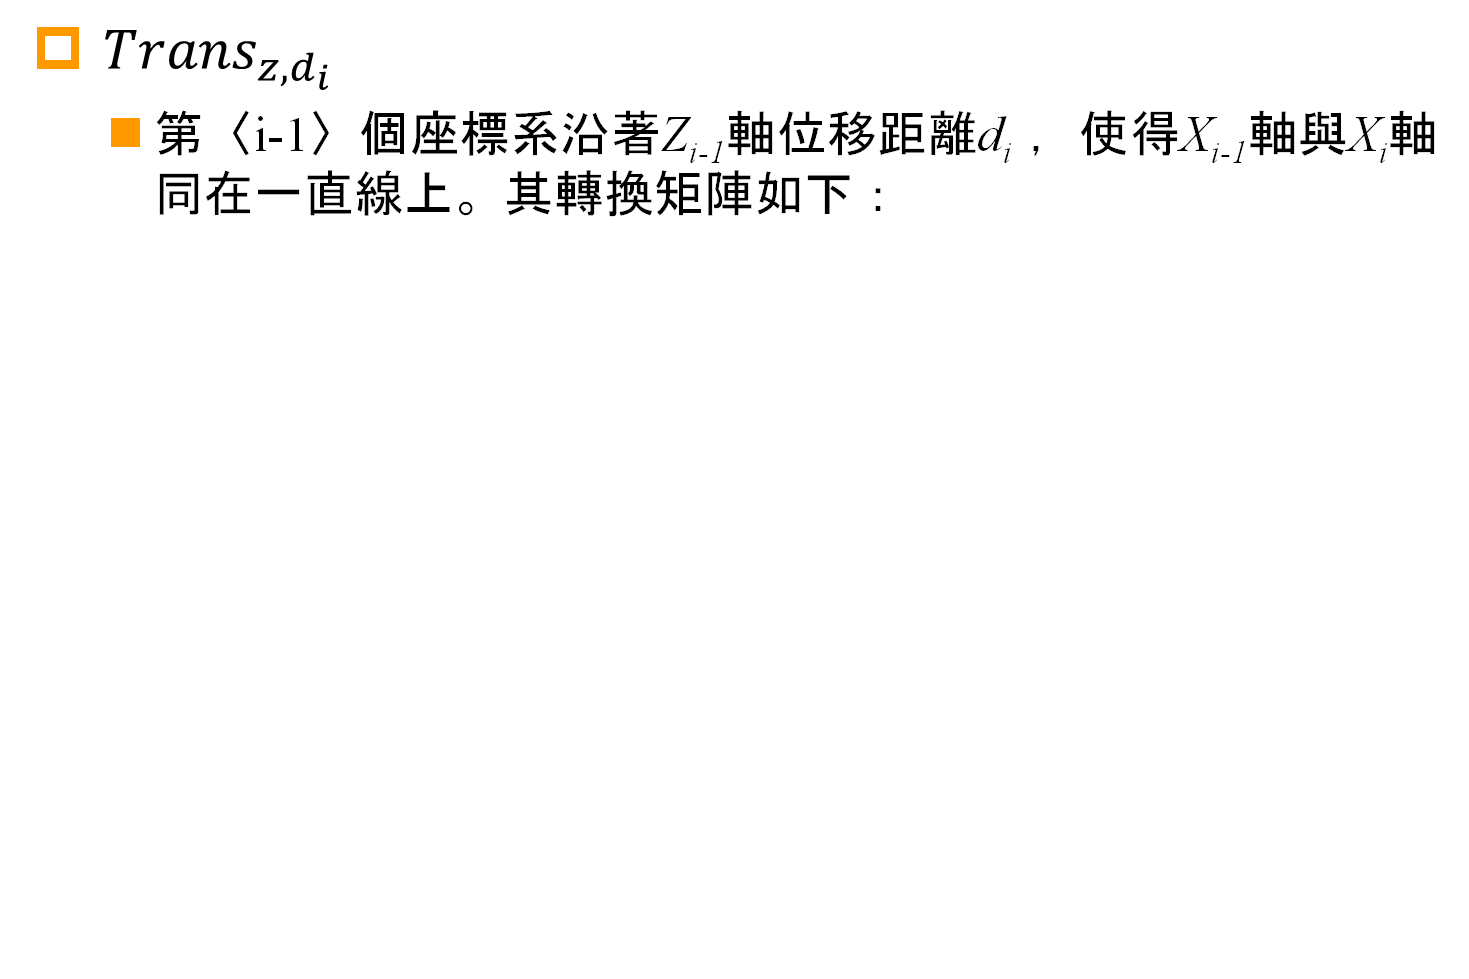 Trans_{z,d_i}
第〈i-1〉個座標系沿著Z_{i-1}軸位移距離d_i， 使得X_{i-1}軸與X_i軸
同在一直線上。其轉換矩陣如下：